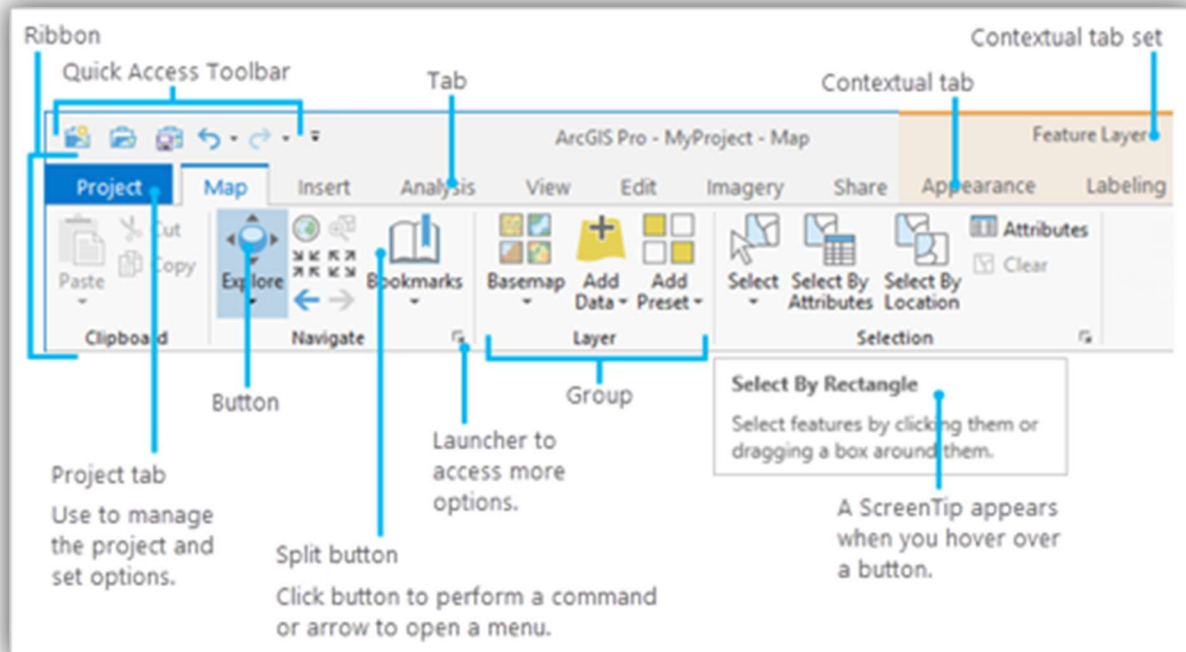 Ribbon
Contextual tab set
Quick Access Toolbar
Tab
Contextual tab
ArcGIS Pro - MyProject - Map
Feature Layer
Project Map Insert Analysis View Edit Imagery Share Appearance Labeling
Cut
Copy
Paste
Explore
Bookmarks
Basemap
Add
Data
Add
Preset
Select
Select By
Attributes
Select By
Location
Attributes
Clear
Clipboard Navigate Layer Selection
Button
Group
Select By Rectangle
Select features by clicking them or
dragging a box around them.
Launcher to
access more
options.
Project tab
Use to manage
the project and
set options.
Split button
Click button to perform a command
or arrow to open a menu.
A ScreenTip appears
when you hover over
a button.